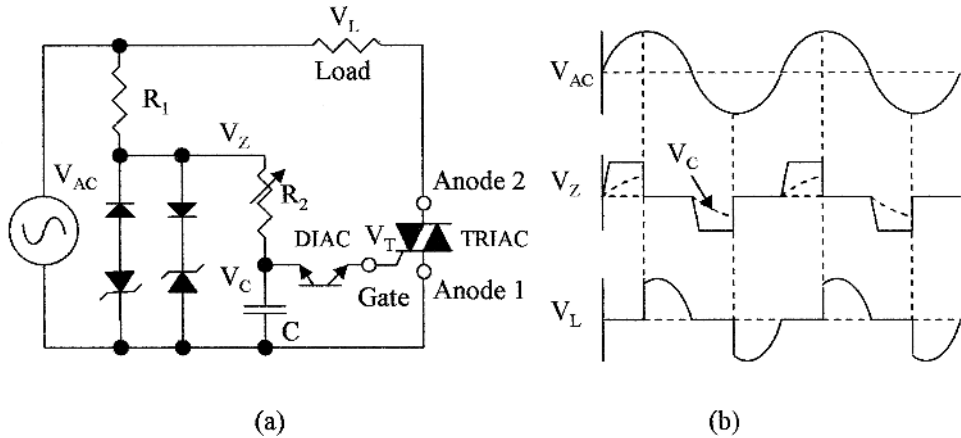 V_L
Load
R_1
V_Z
V_AC
R_2
Anode 2
DIAC
V_T
TRIAC
V_C
Gate
Anode 1
C
(a)
V_AC
V_Z
V_C
V_L
(b)